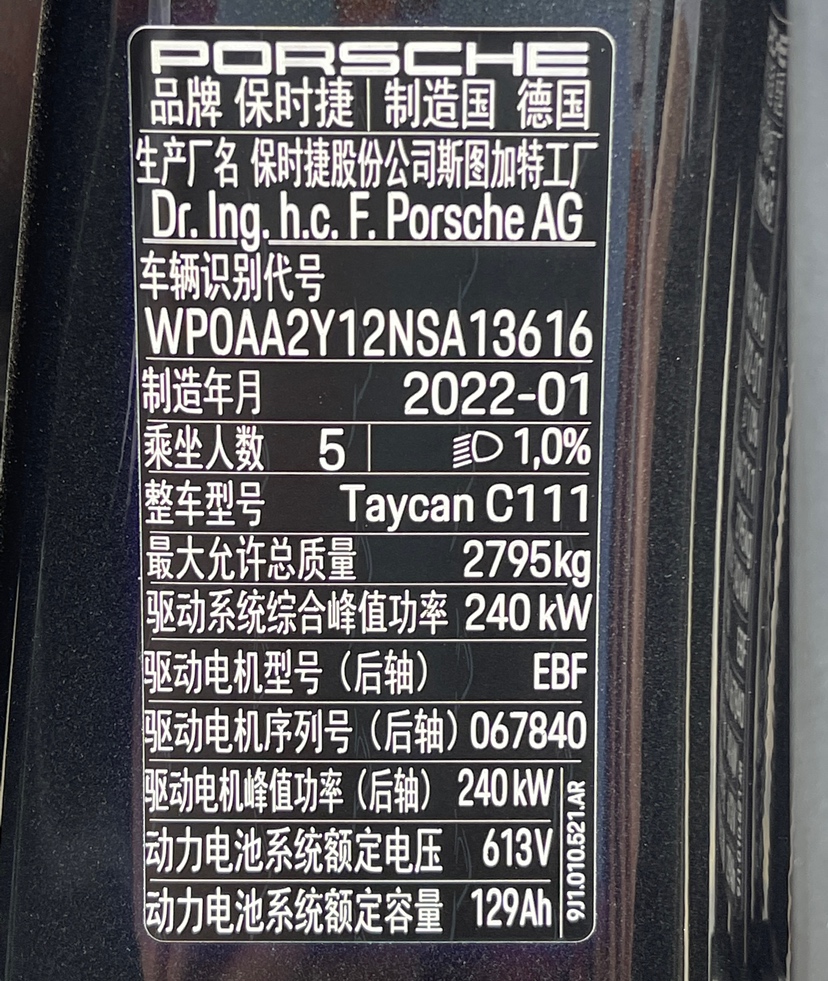 PORSCHE
品牌 保时捷 制造国 德国
生产厂名 保时捷股份公司斯图加特工厂
Dr. Ing. h.c. F. Porsche AG
车辆识别代号
WP0AA2Y12NSA13616
制造年月 2022-01
乘坐人数 5 1,0%
整车型号 Taycan C111
最大允许总质量 2795kg
驱动系统综合峰值功率 240 kW
驱动电机型号（后轴） EBF
驱动电机序列号（后轴） 067840
驱动电机峰值功率（后轴） 240 kW
动力电池系统额定电压 613V
动力电池系统额定容量 129Ah
9J1.010.521.AR